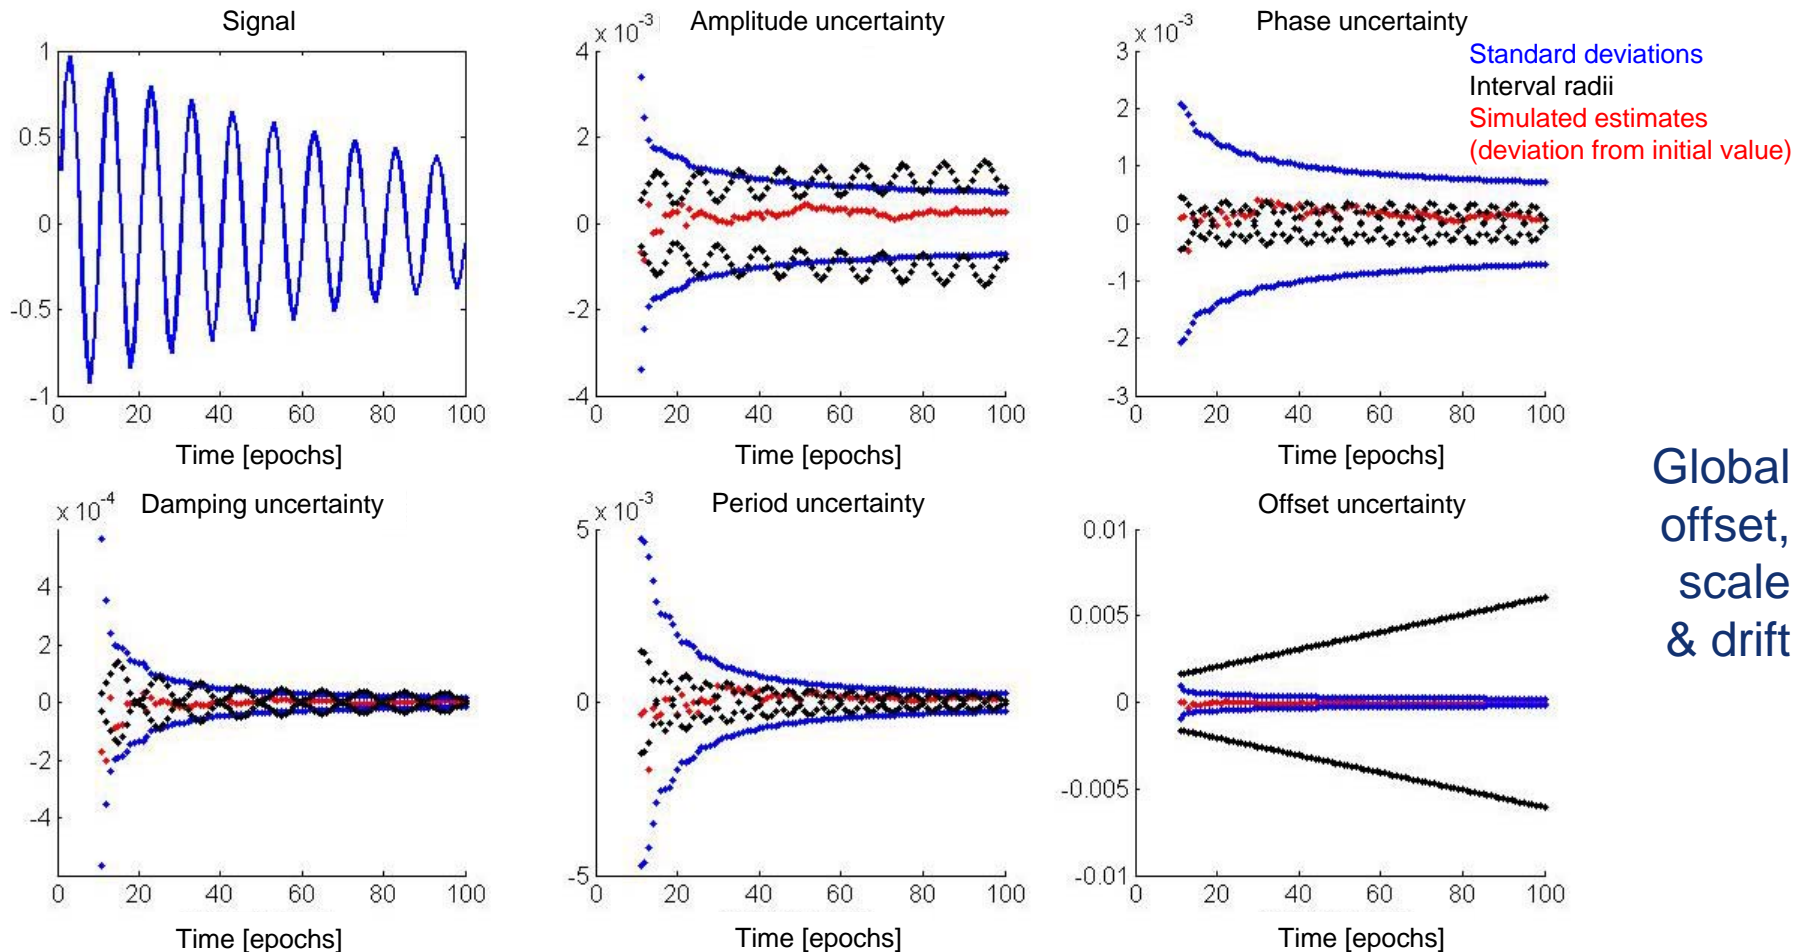 Signal
1
0.5
0
-0.5
-1
0 20 40 60 80 100
Time [epochs]
Amplitude uncertainty
x 10^-3
4
2
0
-2
-4
0 20 40 60 80 100
Time [epochs]
Phase uncertainty
x 10^-3
3
2
1
0
-1
-2
-3
0 20 40 60 80 100
Time [epochs]
Standard deviations
Interval radii
Simulated estimates
(deviation from initial value)
Damping uncertainty
x 10^-4
4
2
0
-2
-4
0 20 40 60 80 100
Time [epochs]
Period uncertainty
x 10^-3
5
0
-5
0 20 40 60 80 100
Time [epochs]
Offset uncertainty
0.01
0.005
0
-0.005
-0.01
0 20 40 60 80 100
Time [epochs]
Global
offset,
scale
& drift